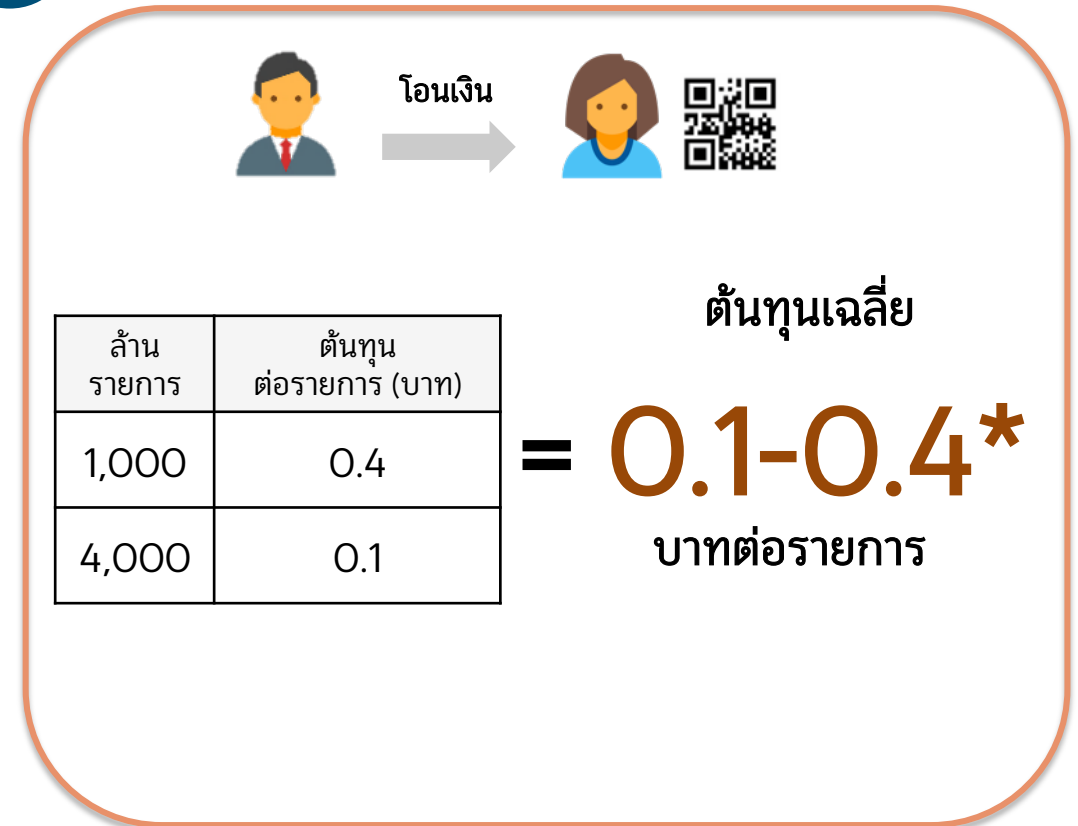 โอนเงิน
ต้นทุนเฉลี่ย
ล้าน
รายการ
ต้นทุน
ต่อรายการ (บาท)
1,000
0.4
4,000
0.1
= 0.1-0.4*
บาทต่อรายการ